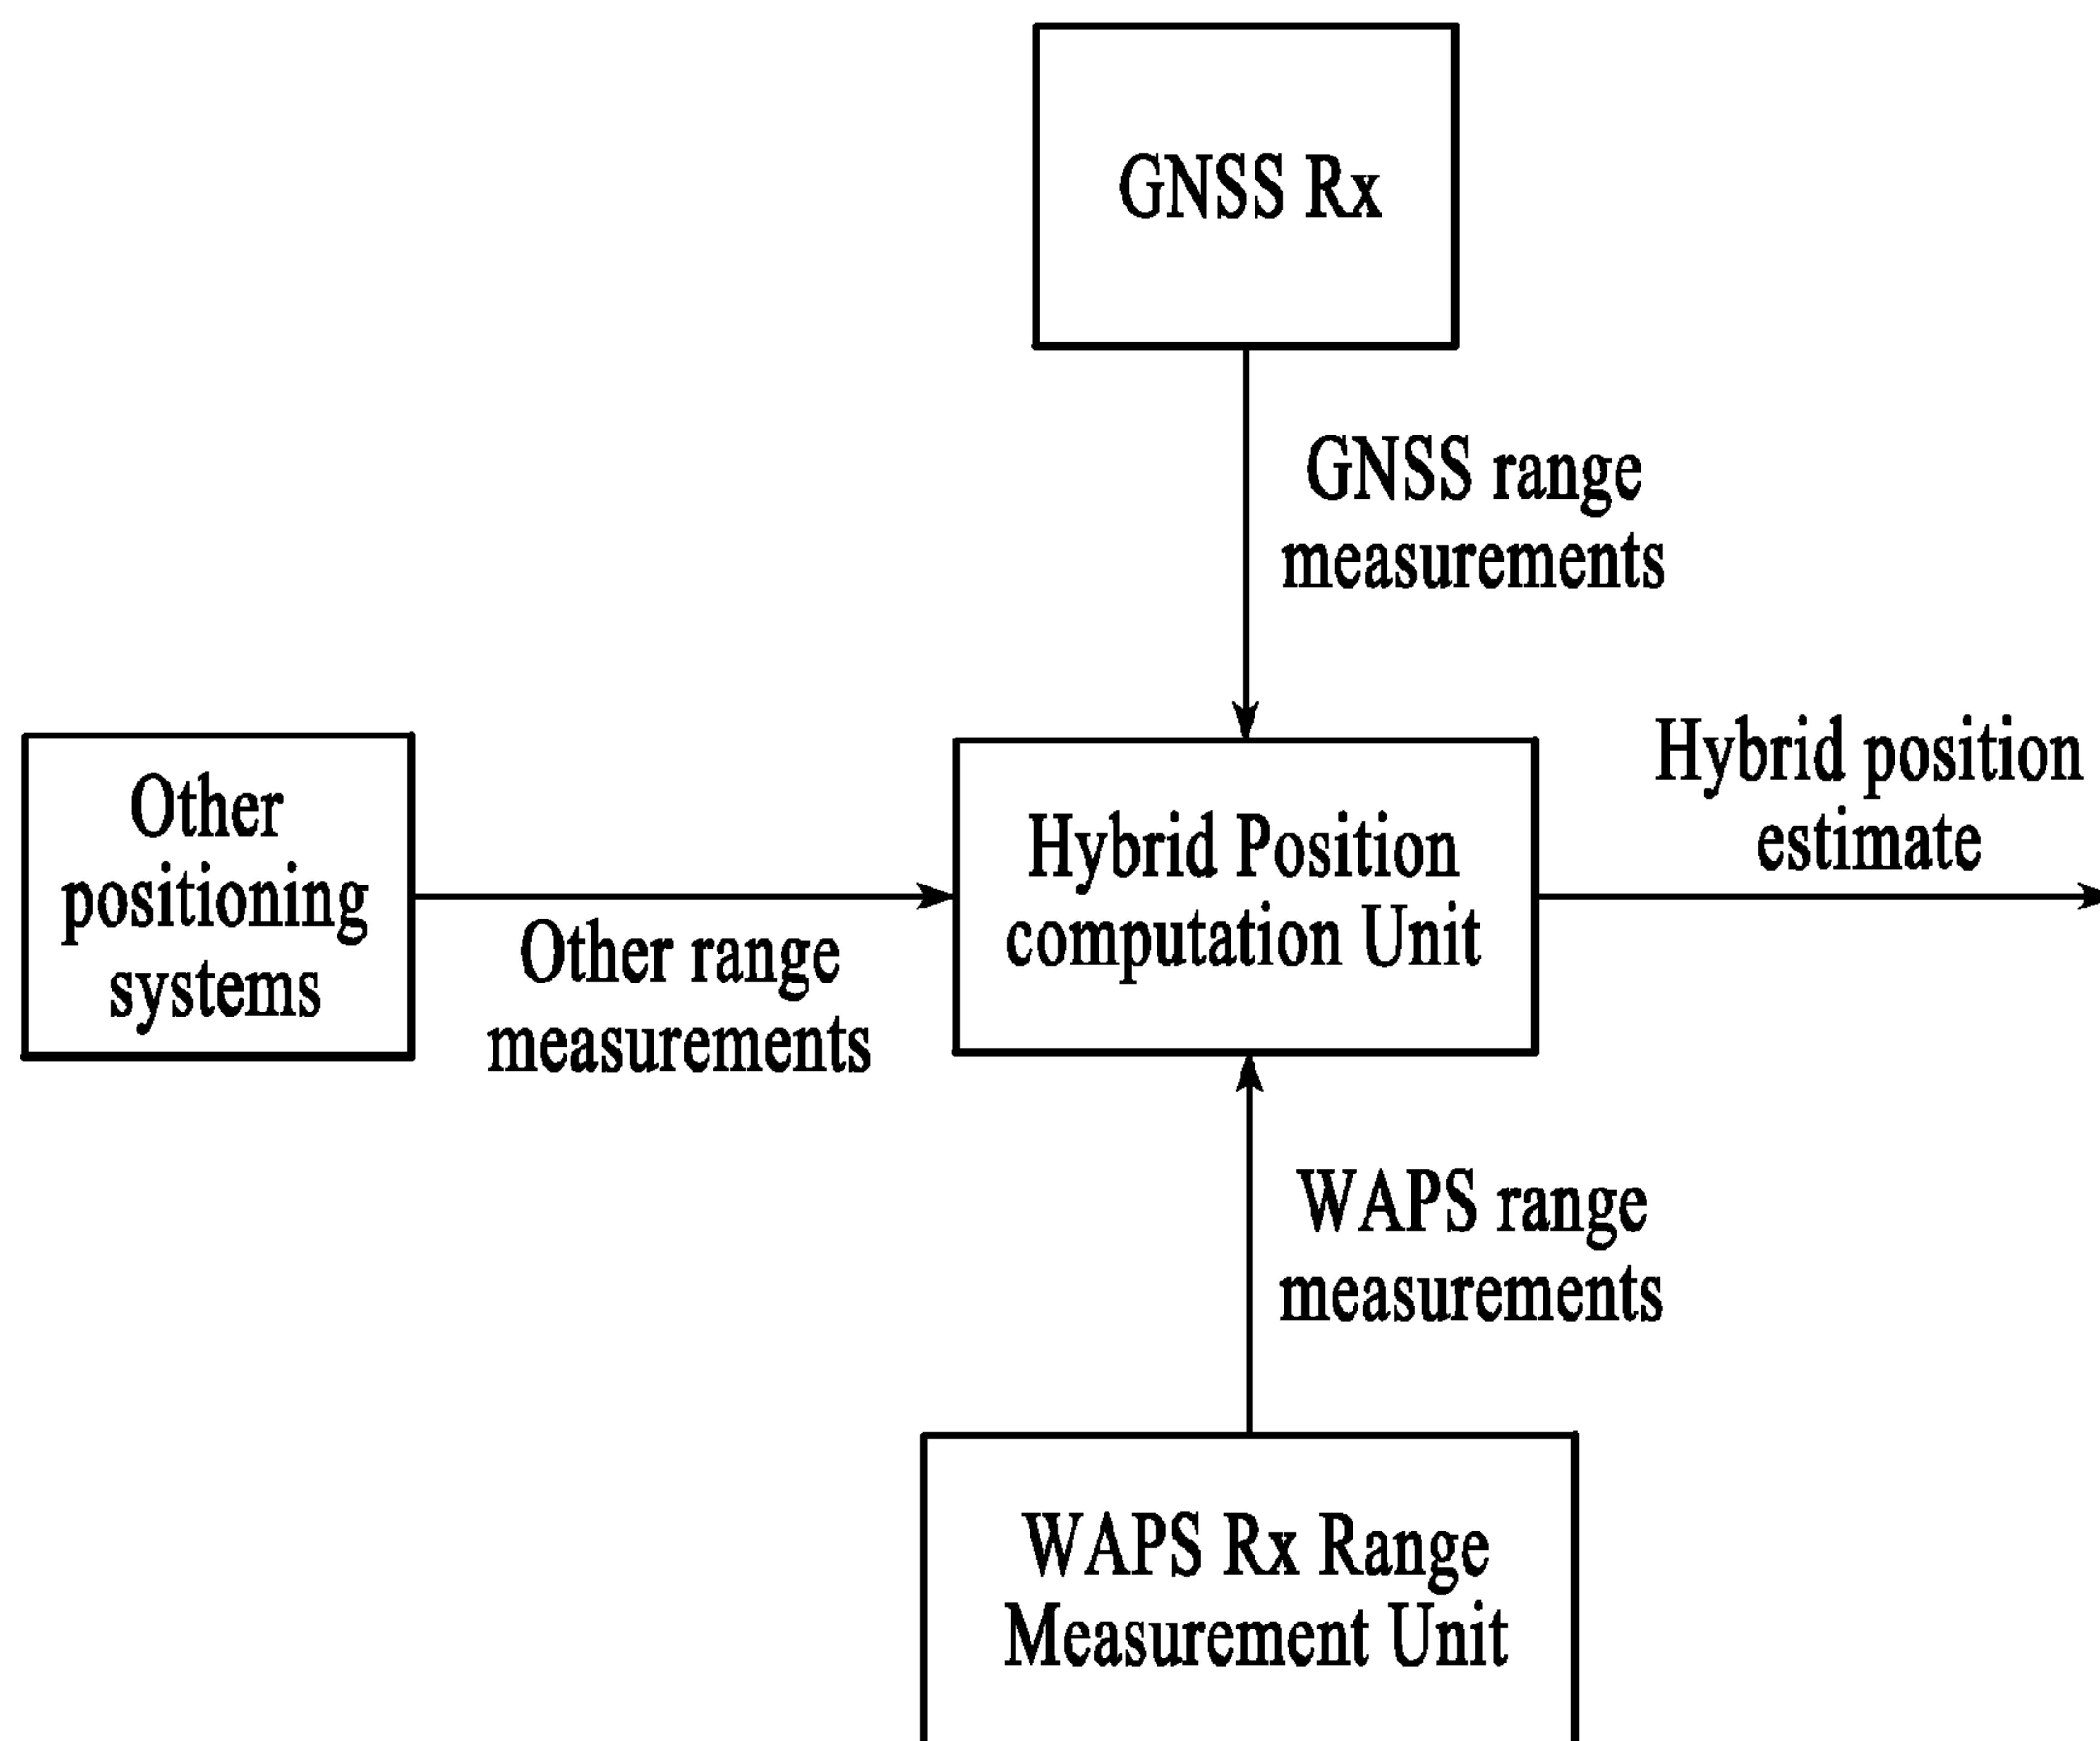 GNSS Rx
GNSS range
measurements
Other
positioning
systems
Other range
measurements
Hybrid Position
computation Unit
Hybrid position
estimate
WAPS range
measurements
WAPS Rx Range
Measurement Unit